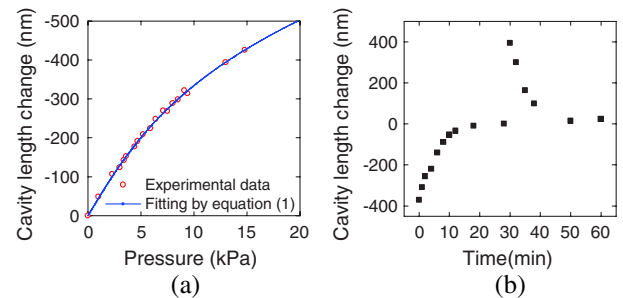 Cavity length change (nm)
-500
-400
-300
-200
-100
0
Experimental data
Fitting by equation (1)
0
5
10
15
20
Pressure (kPa)
(a)
Cavity length change (nm)
400
200
0
-200
-400
0
10
20
30
40
50
60
Time(min)
(b)